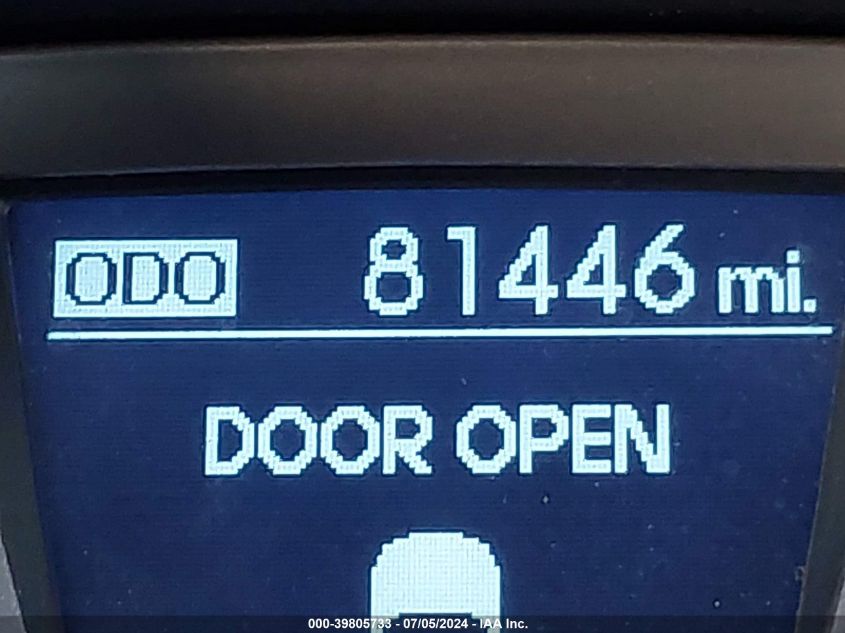 ODO 81446 mi.
DOOR OPEN
000-39805733 - 07/05/2024 - IAA Inc.